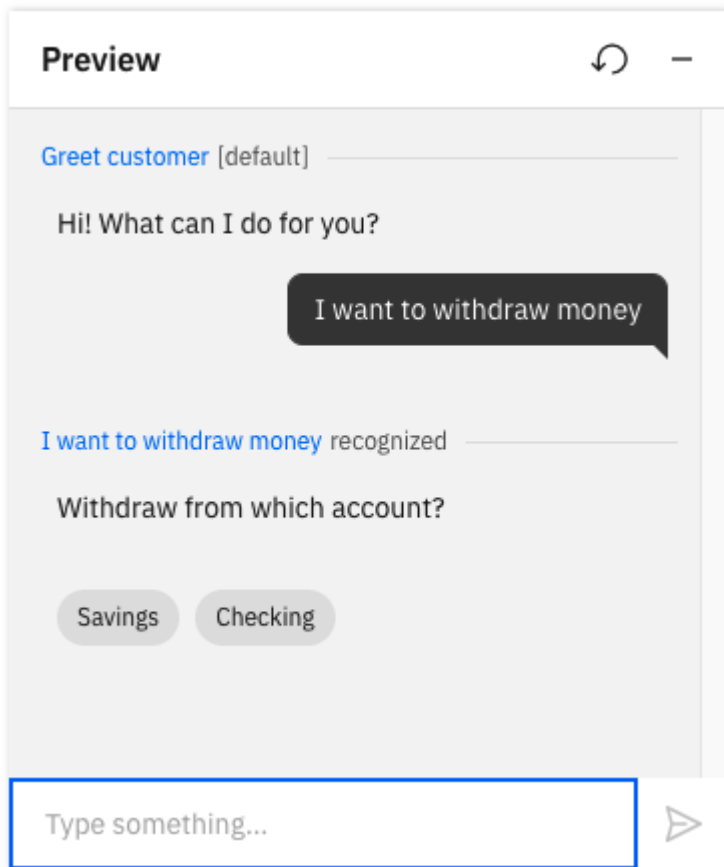 Preview
Greet customer [default]
Hi! What can I do for you?
I want to withdraw money
I want to withdraw money recognized
Withdraw from which account?
Savings Checking
Type something...